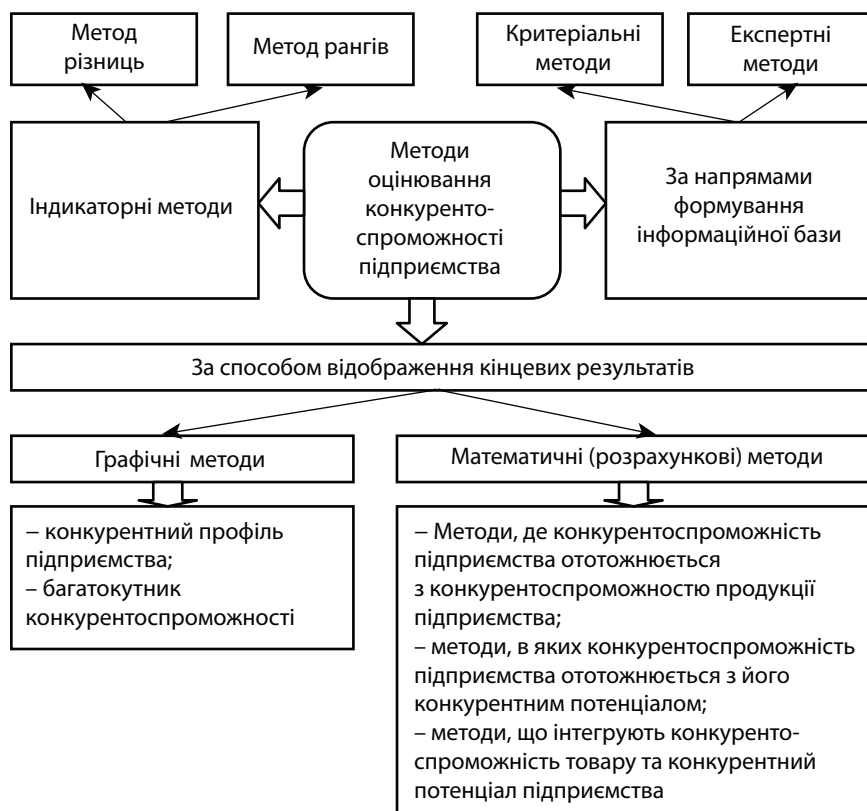 Метод
різниць
Метод рангів
Критеріальні
методи
Експертні
методи
Індикаторні методи
Методи
оцінювання
конкуренто-
спроможності
підприємства
За напрямами
формування
інформаційної бази
За способом відображення кінцевих результатів
Графічні методи
Математичні (розрахункові) методи
– конкурентний профіль
підприємства;
– багатокутник
конкурентоспроможності
– Методи, де конкурентоспроможність
підприємства ототожнюється
з конкурентоспроможностю продукції
підприємства;
– методи, в яких конкурентоспроможність
підприємства ототожнюється з його
конкурентним потенціалом;
– методи, що інтегрують конкуренто-
спроможність товару та конкурентний
потенціал підприємства